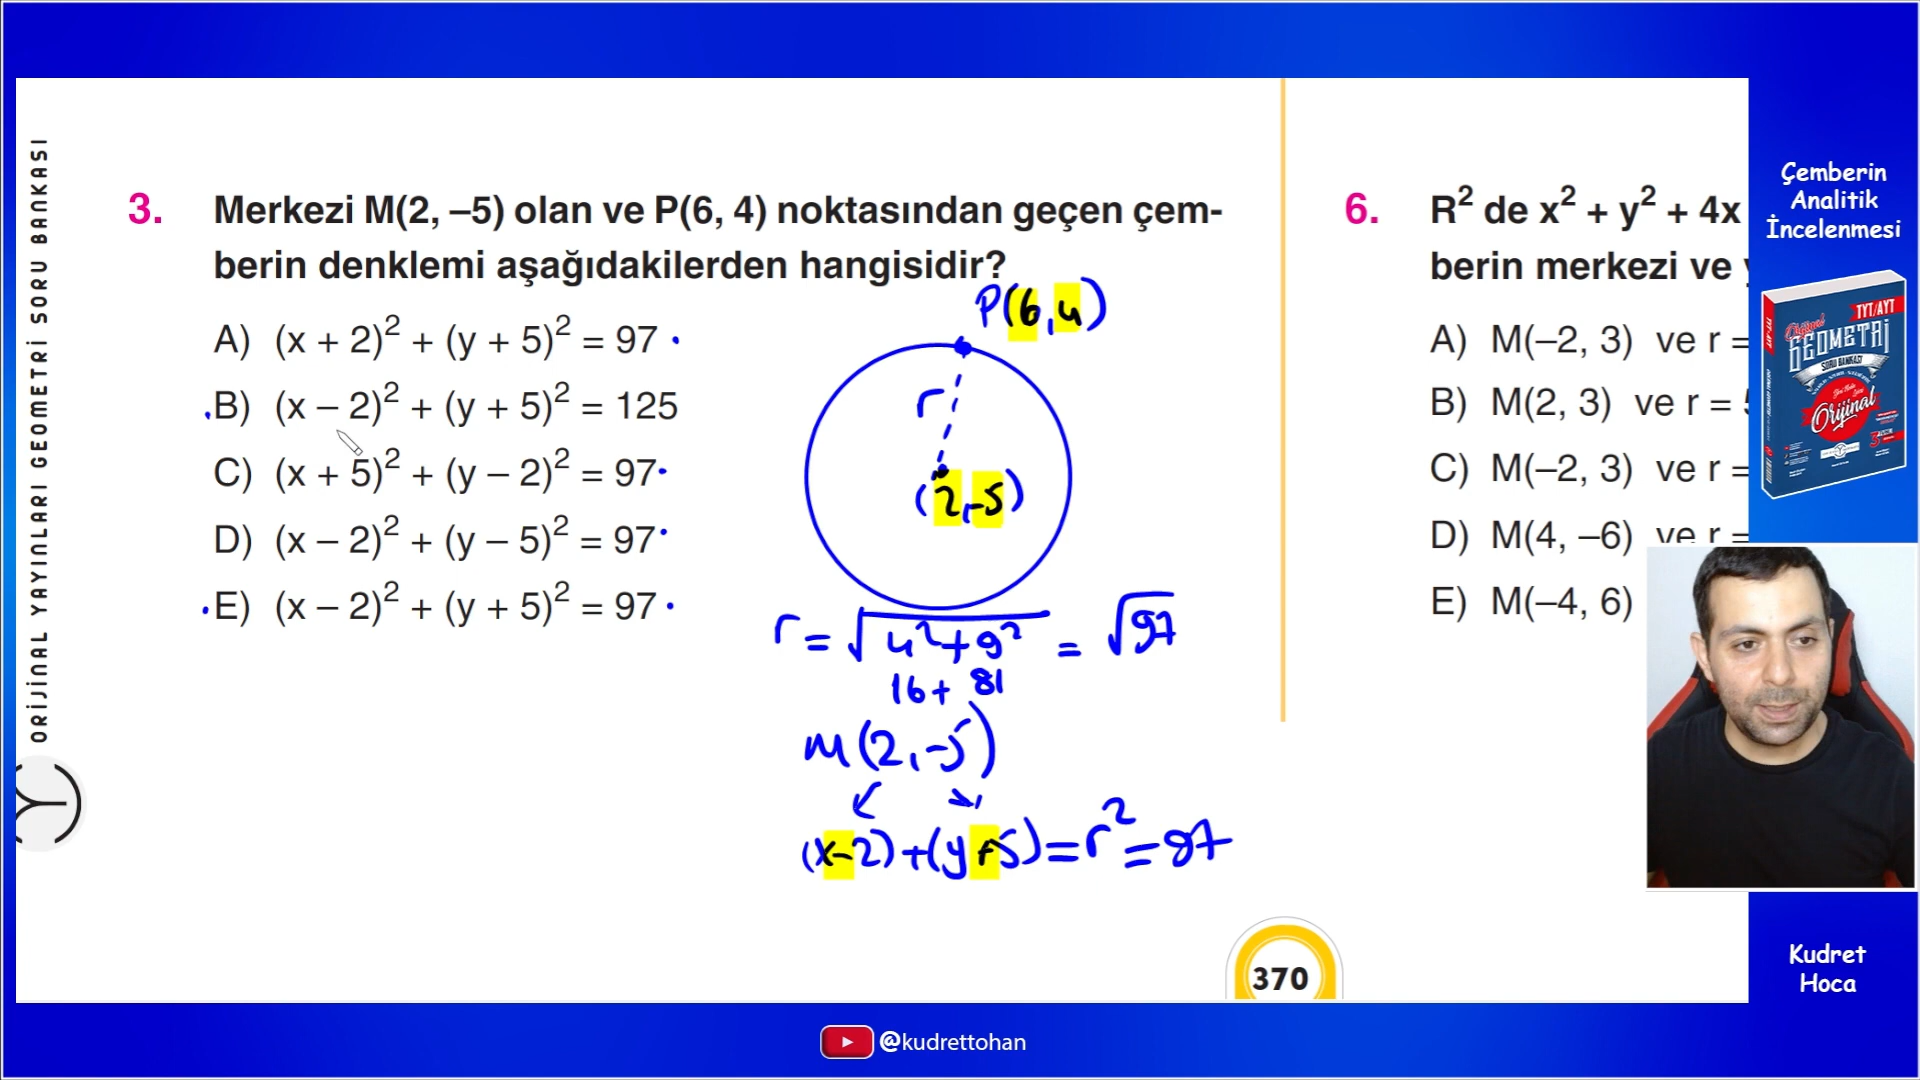 ORİJİNAL YAYINLARI GEOMETRİ SORU BANKASI
3. Merkezi M(2, –5) olan ve P(6, 4) noktasından geçen çem-
berin denklemi aşağıdakilerden hangisidir?
A) (x + 2)² + (y + 5)² = 97
B) (x – 2)² + (y + 5)² = 125
C) (x + 5)² + (y – 2)² = 97
D) (x – 2)² + (y – 5)² = 97
E) (x – 2)² + (y + 5)² = 97
P(6,4)
r
(2,-5)
r = √4²+9² = √97
16+ 81
M(2,-5)
(x-2)+(y+5)=r²=97
370
6. R² de x² + y² + 4x
berin merkezi ve
A) M(–2, 3) ve r =
B) M(2, 3) ve r =
C) M(–2, 3) ve r =
D) M(4, –6) ve r =
E) M(–4, 6)
Çemberin
Analitik
İncelenmesi
TYT/AYT
GEOMETRİ
SORU BANKASI
Orijinal
Kudret
Hoca
@kudrettohan